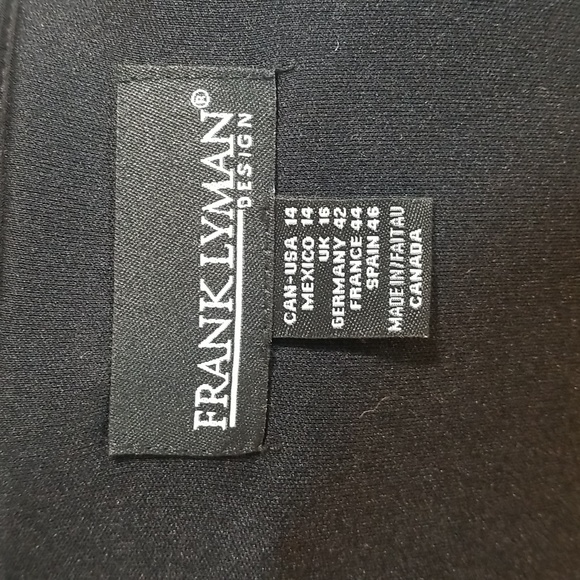 FRANK LYMAN®
DESIGN
CAN-USA 14
MEXICO 14
UK 16
GERMANY 42
FRANCE 44
SPAIN 46
MADE IN/FAIT AU
CANADA